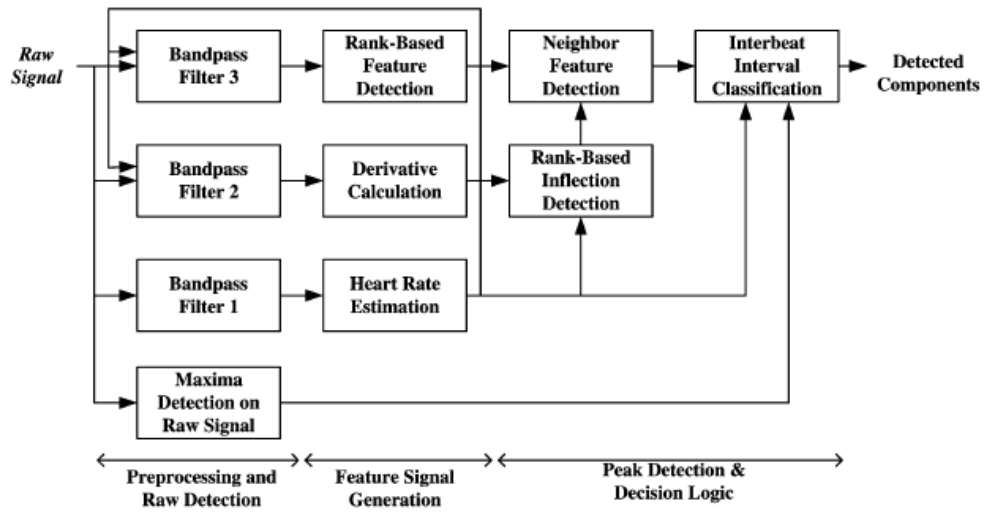 Raw
Signal
Bandpass
Filter 3
Rank-Based
Feature
Detection
Neighbor
Feature
Detection
Interbeat
Interval
Classification
Detected
Components
Bandpass
Filter 2
Derivative
Calculation
Rank-Based
Inflection
Detection
Bandpass
Filter 1
Heart Rate
Estimation
Maxima
Detection on
Raw Signal
Preprocessing and
Raw Detection
Feature Signal
Generation
Peak Detection &
Decision Logic